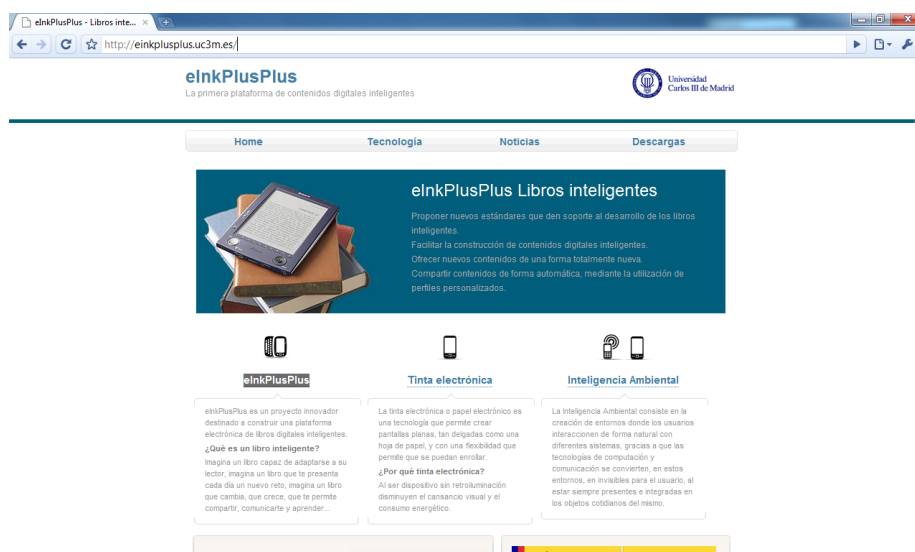 eInkPlusPlus - Libros inte...
http://einkplusplus.uc3m.es/
eInkPlusPlus
La primera plataforma de contenidos digitales inteligentes
Universidad
Carlos III de Madrid
Home Tecnología Noticias Descargas
eInkPlusPlus Libros inteligentes
Proponer nuevos estándares que den soporte al desarrollo de los libros
inteligentes.
Facilitar la construcción de contenidos digitales inteligentes.
Ofrecer nuevos contenidos de una forma totalmente nueva.
Compartir contenidos de forma automática, mediante la utilización de
perfiles personalizados.
eInkPlusPlus
eInkPlusPlus es un proyecto innovador
destinado a construir una plataforma
electrónica de libros digitales inteligentes.
¿Qué es un libro inteligente?
Imagina un libro capaz de adaptarse a su
lector, imagina un libro que te presenta
cada día un nuevo reto, imagina un libro
que cambia, que crece, que te permite
compartir, comunicarte y aprender...
Tinta electrónica
La tinta electrónica o papel electrónico es
una tecnología que permite crear
pantallas planas, tan delgadas como una
hoja de papel, y con una flexibilidad que
permite que se puedan enrollar.
¿Por qué tinta electrónica?
Al ser dispositivo sin retroiluminación
disminuyen el cansancio visual y el
consumo energético.
Inteligencia Ambiental
La Inteligencia Ambiental consiste en la
creación de entornos donde los usuarios
interaccionen de forma natural con
diferentes sistemas, gracias a que las
tecnologías de computación y
comunicación se convierten, en estos
entornos, en invisibles para el usuario, al
estar siempre presentes e integradas en
los objetos cotidianos del mismo.